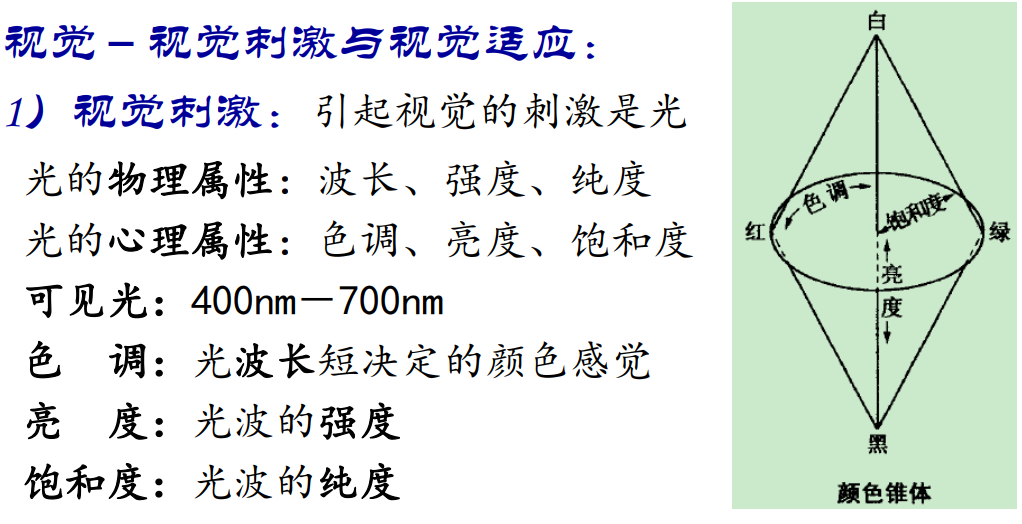 视觉－视觉刺激与视觉适应：
1）视觉刺激：引起视觉的刺激是光
光的物理属性：波长、强度、纯度
光的心理属性：色调、亮度、饱和度
可见光：400nm－700nm
色　调：光波长短决定的颜色感觉
亮　度：光波的强度
饱和度：光波的纯度
白
色调
饱和度
红
绿
亮度
黑
颜色锥体